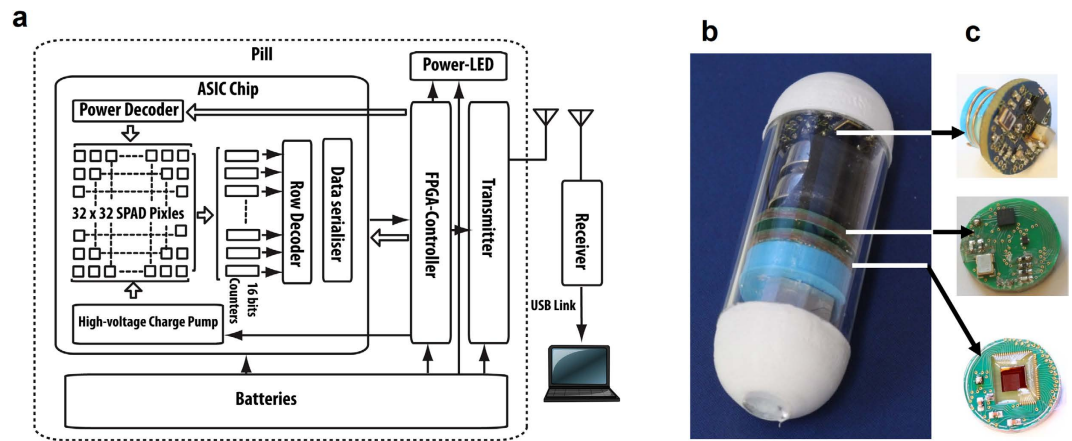 a
b
c
Pill
Power-LED
ASIC Chip
Power Decoder
32 x 32 SPAD Pixles
16 bits
Counters
Row Decoder
Data serialiser
FPGA-Controller
Transmitter
Receiver
High-voltage Charge Pump
USB Link
Batteries